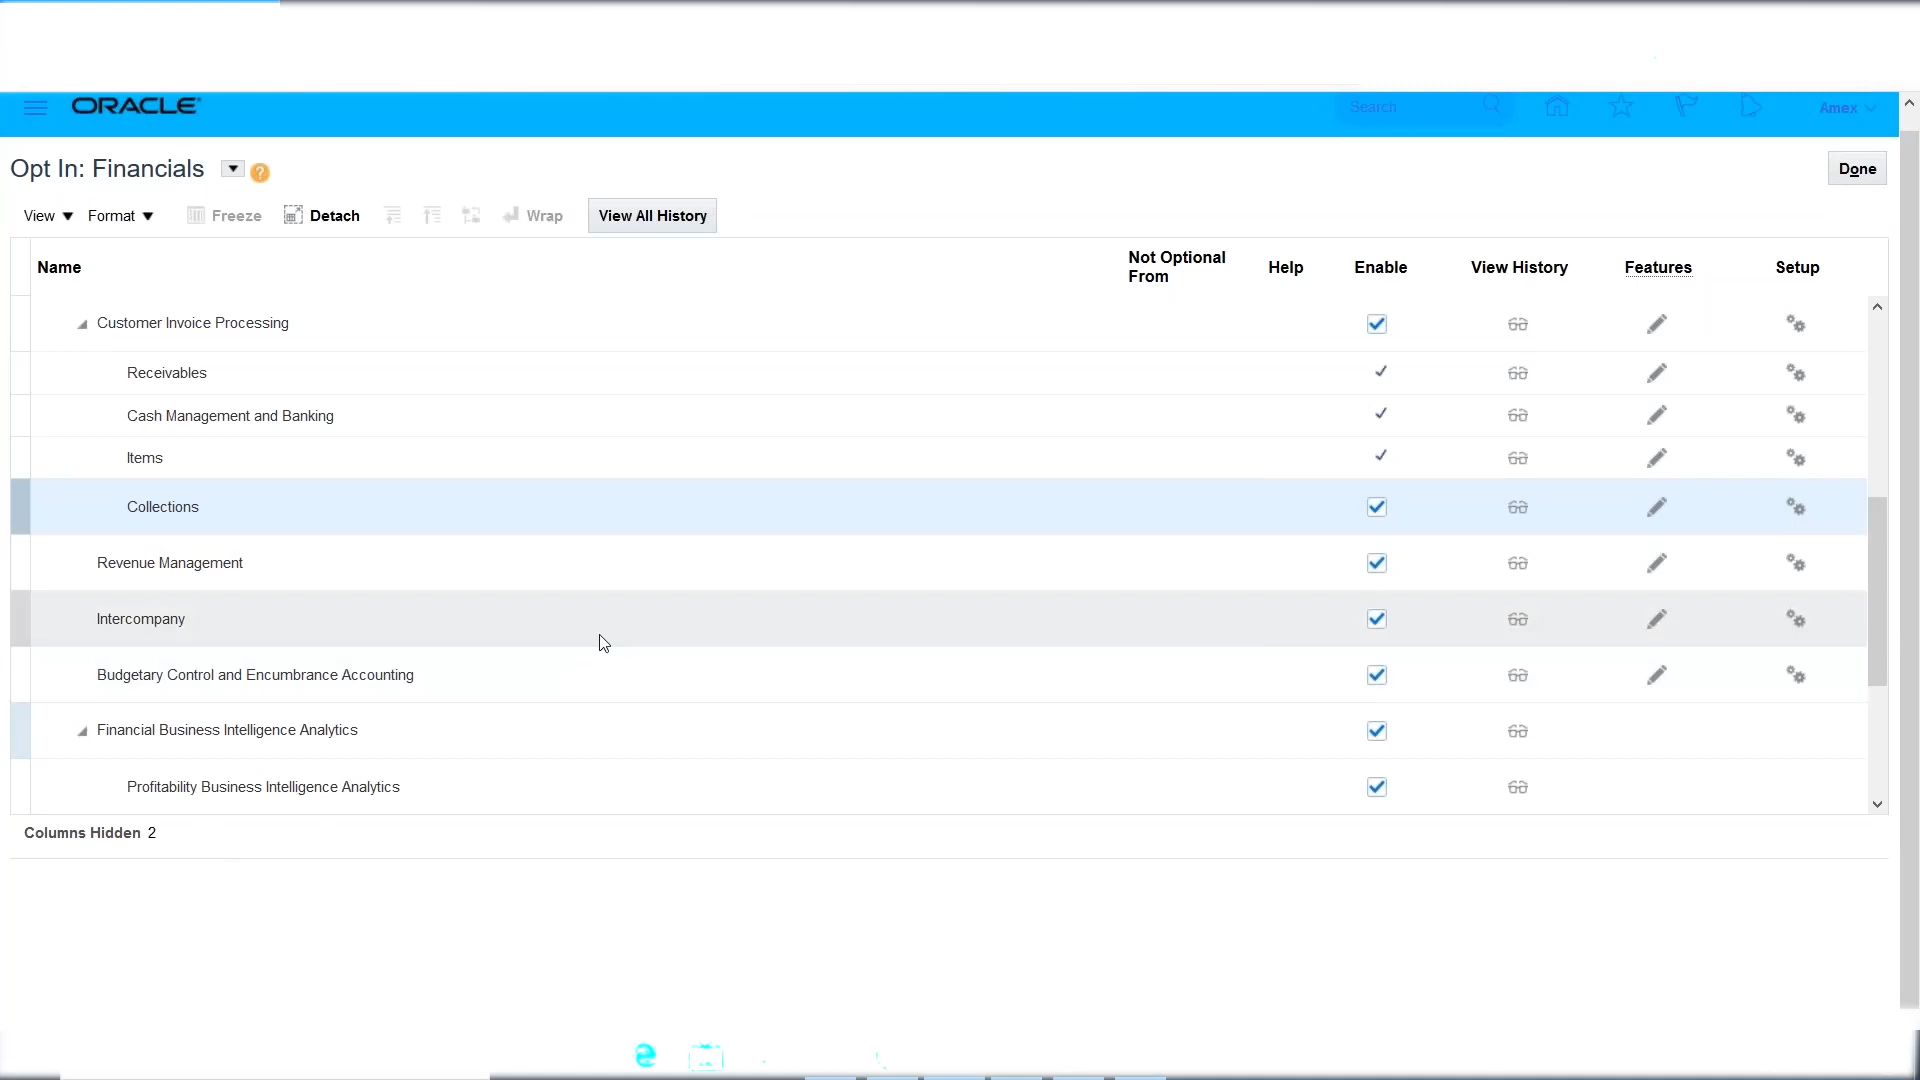 ORACLE
Search
Amex
Opt In: Financials
?
Done
View
Format
Freeze
Detach
Wrap
View All History
Name
Not Optional
From
Help
Enable
View History
Features
Setup
Customer Invoice Processing
Receivables
Cash Management and Banking
Items
Collections
Revenue Management
Intercompany
Budgetary Control and Encumbrance Accounting
Financial Business Intelligence Analytics
Profitability Business Intelligence Analytics
Columns Hidden 2